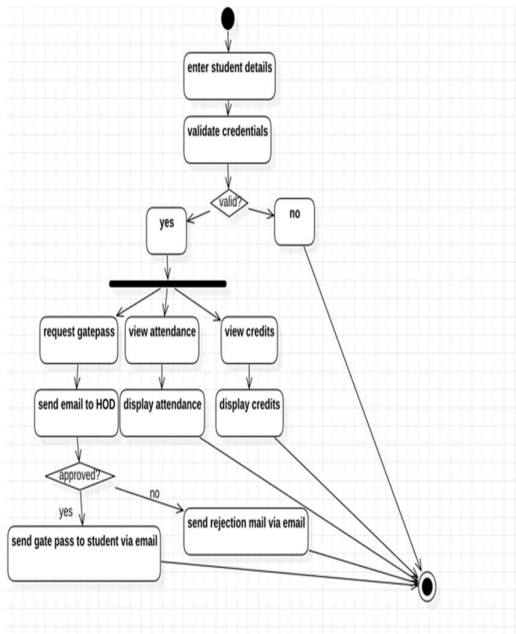 enter student details
validate credentials
valid?
yes
no
request gatepass
view attendance
view credits
send email to HOD
display attendance
display credits
approved?
no
yes
send rejection mail via email
send gate pass to student via email